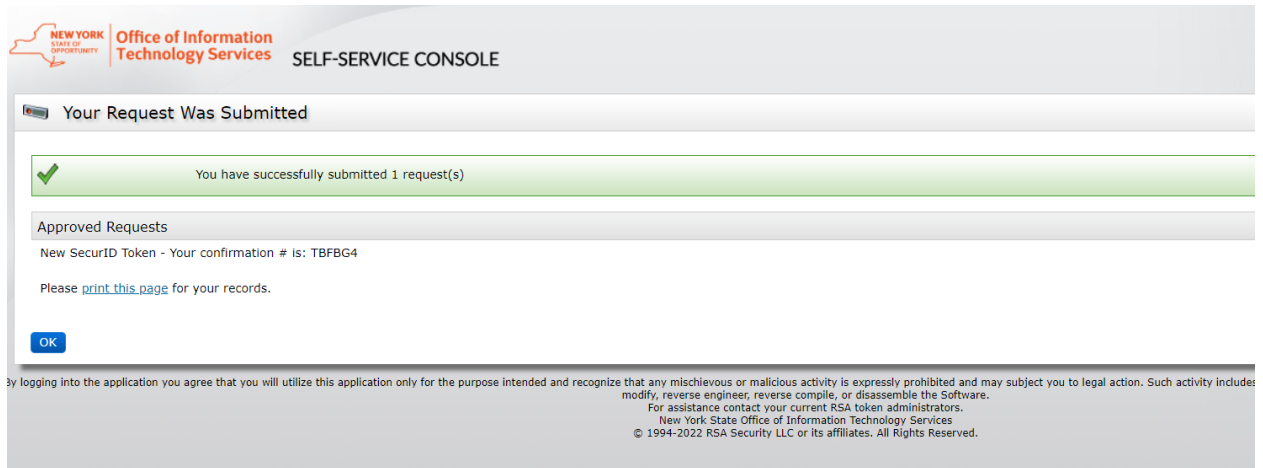 NEW YORK
STATE OF
OPPORTUNITY
Office of Information
Technology Services
SELF-SERVICE CONSOLE
Your Request Was Submitted
You have successfully submitted 1 request(s)
Approved Requests
New SecurID Token - Your confirmation # is: TBFBG4
Please print this page for your records.
OK
By logging into the application you agree that you will utilize this application only for the purpose intended and recognize that any mischievous or malicious activity is expressly prohibited and may subject you to legal action. Such activity includes
modify, reverse engineer, reverse compile, or disassemble the Software.
For assistance contact your current RSA token administrators.
New York State Office of Information Technology Services
© 1994-2022 RSA Security LLC or its affiliates. All Rights Reserved.